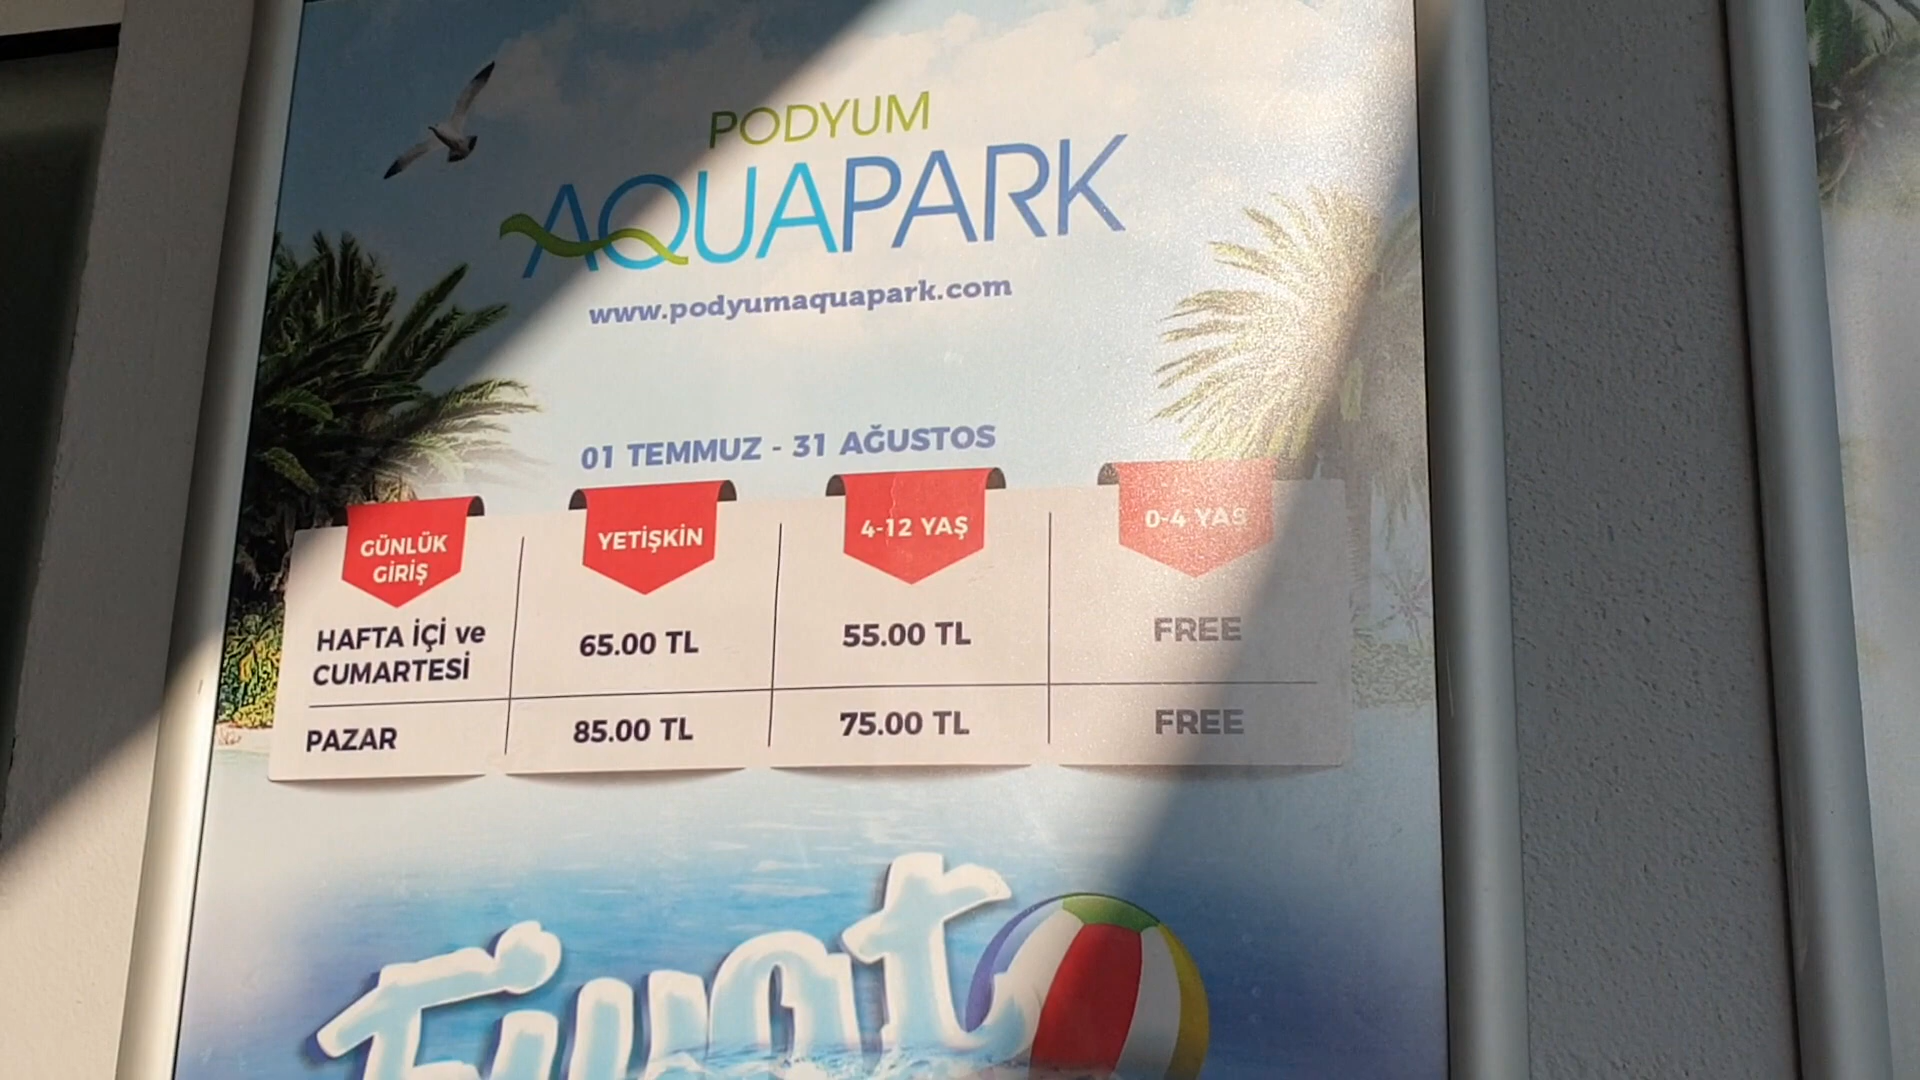 PODYUM
AQUAPARK
www.podyumaquapark.com
01 TEMMUZ - 31 AĞUSTOS
GÜNLÜK
GİRİŞ
YETİŞKİN
4-12 YAŞ
0-4 YAŞ
HAFTA İÇİ ve
CUMARTESİ
65.00 TL
55.00 TL
FREE
PAZAR
85.00 TL
75.00 TL
FREE
Fiyat